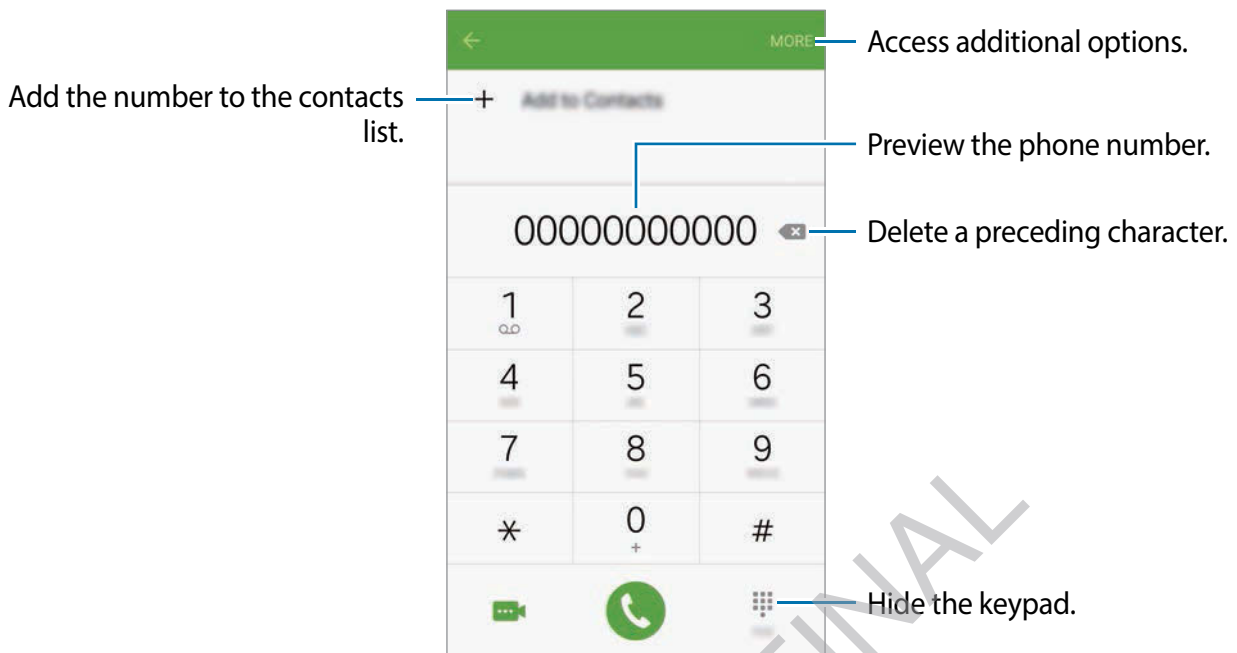 MORE
Access additional options.
Add the number to the contacts
list.
Add to Contacts
Preview the phone number.
00000000000
Delete a preceding character.
1 2 3
4 5 6
7 8 9
* 0 #
+
Hide the keypad.